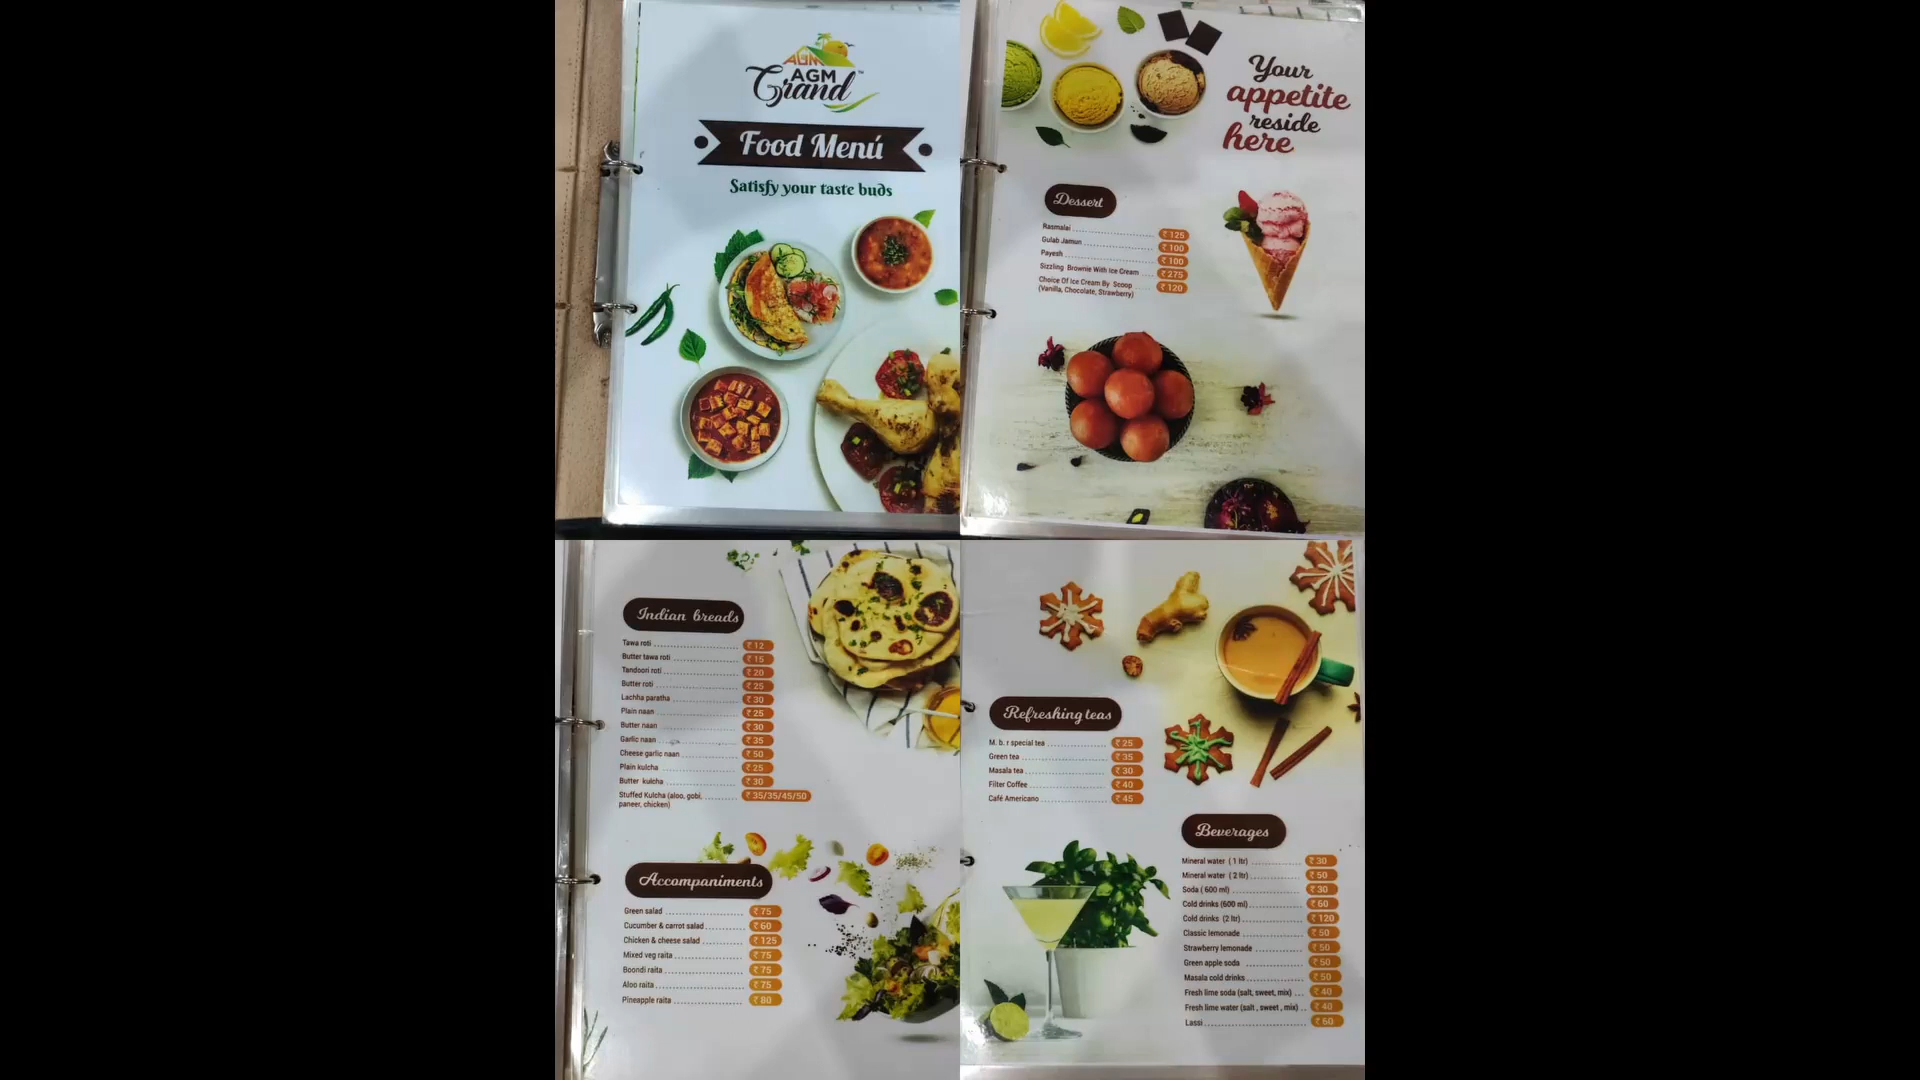 AGM
AGM
Grand
Food Menú
Satisfy your taste buds
Your
appetite
reside
here
Dessert
Rasmalai ₹ 125
Gulab Jamun ₹ 100
Payesh ₹ 100
Sizzling Brownie With Ice Cream ₹ 275
Choice Of Ice Cream By Scoop ₹ 120
(Vanilla, Chocolate, Strawberry)
Indian breads
Tawa roti ₹ 12
Butter tawa roti ₹ 15
Tandoori roti ₹ 20
Butter roti ₹ 25
Lachha paratha ₹ 30
Plain naan ₹ 25
Butter naan ₹ 30
Garlic naan ₹ 35
Cheese garlic naan ₹ 50
Plain kulcha ₹ 25
Butter kulcha ₹ 30
Stuffed Kulcha (aloo, gobi, ₹ 35/35/45/50
paneer, chicken)
Accompaniments
Green salad ₹ 75
Cucumber & carrot salad ₹ 60
Chicken & cheese salad ₹ 125
Mixed veg raita ₹ 75
Boondi raita ₹ 75
Aloo raita ₹ 75
Pineapple raita ₹ 80
Refreshing teas
M. b. r special tea ₹ 25
Green tea ₹ 35
Masala tea ₹ 30
Filter Coffee ₹ 40
Café Americano ₹ 45
Beverages
Mineral water ( 1 ltr) ₹ 30
Mineral water ( 2 ltr) ₹ 50
Soda ( 600 ml) ₹ 30
Cold drinks (600 ml) ₹ 60
Cold drinks (2 ltr) ₹ 120
Classic lemonade ₹ 50
Strawberry lemonade ₹ 50
Green apple soda ₹ 50
Masala cold drinks ₹ 50
Fresh lime soda (salt, sweet, mix) ₹ 40
Fresh lime water (salt , sweet , mix) ₹ 40
Lassi ₹ 60